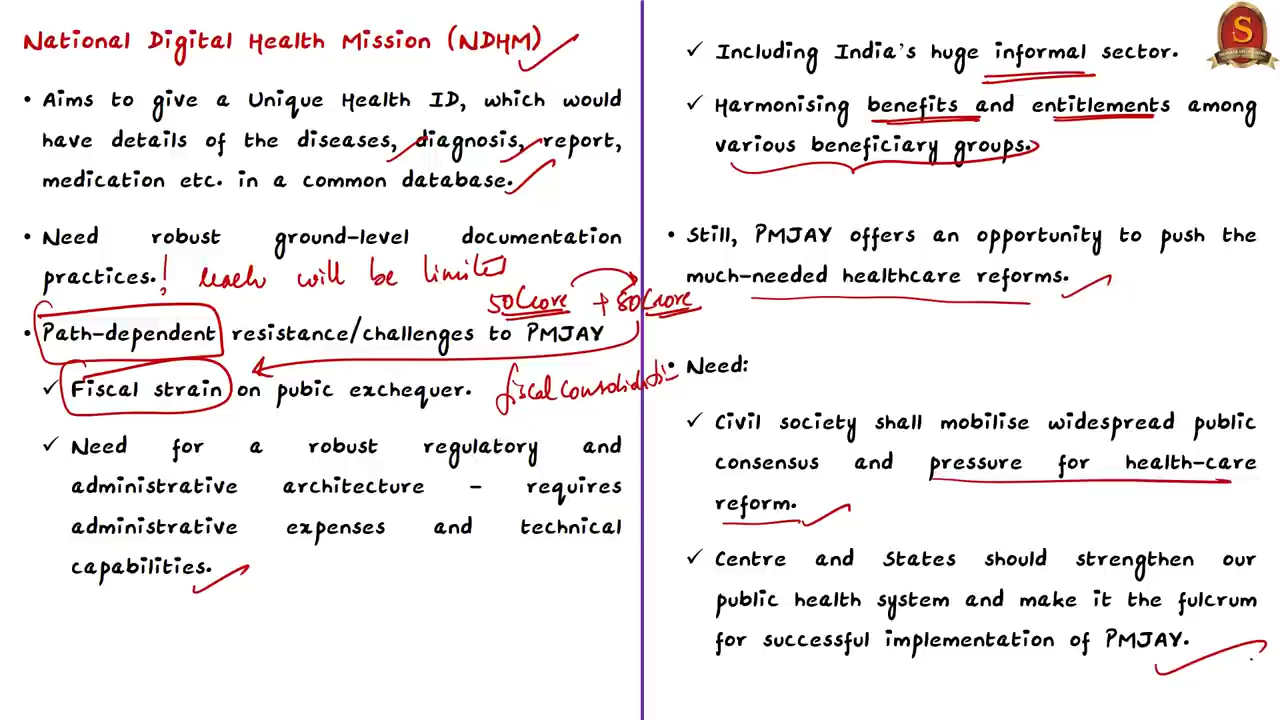 National Digital Health Mission (NDHM)
• Aims to give a Unique Health ID, which would
have details of the diseases, diagnosis, report,
medication etc. in a common database.
• Need robust ground-level documentation
practices. ! will be limited
50 Crore + 50 Crore
• Path-dependent resistance/challenges to PMJAY
✓ Fiscal strain on pubic exchequer.
✓ Need for a robust regulatory and
administrative architecture - requires
administrative expenses and technical
capabilities.
✓ Including India's huge informal sector.
✓ Harmonising benefits and entitlements among
various beneficiary groups.
• Still, PMJAY offers an opportunity to push the
much-needed healthcare reforms.
• Need:
✓ Civil society shall mobilise widespread public
consensus and pressure for health-care
reform.
✓ Centre and States should strengthen our
public health system and make it the fulcrum
for successful implementation of PMJAY.
S